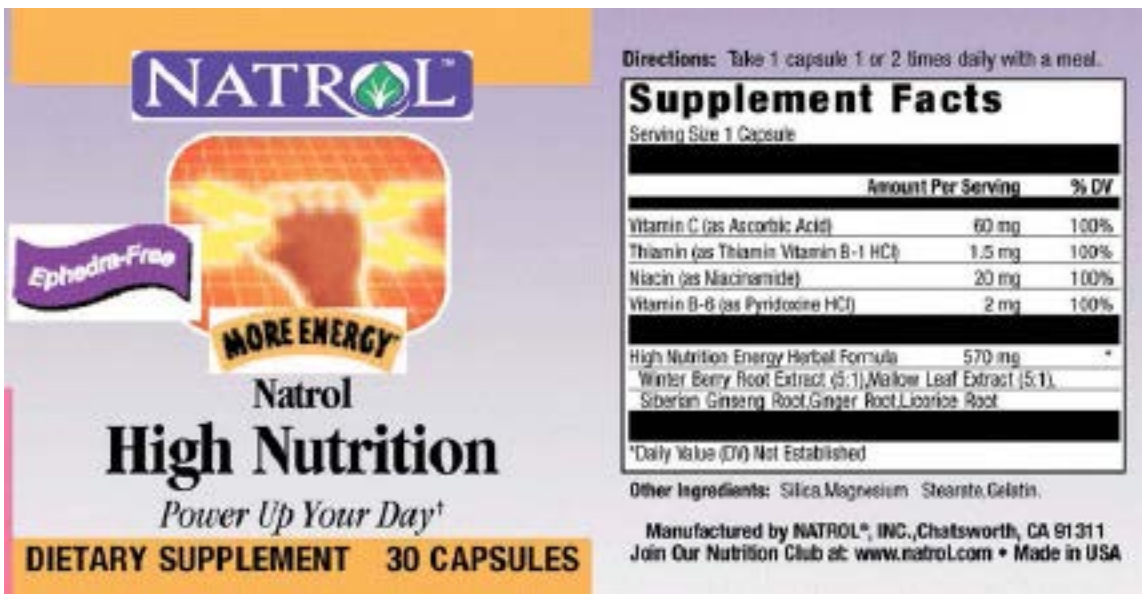 NATROL™
Ephedra-Free
MORE ENERGY™
Natrol
High Nutrition
Power Up Your Day†
DIETARY SUPPLEMENT 30 CAPSULES
Directions: Take 1 capsule 1 or 2 times daily with a meal.
Supplement Facts
Serving Size 1 Capsule
Amount Per Serving % DV
Vitamin C (as Ascorbic Acid) 60 mg 100%
Thiamin (as Thiamin Vitamin B-1 HCl) 1.5 mg 100%
Niacin (as Niacinamide) 20 mg 100%
Vitamin B-6 (as Pyridoxine HCl) 2 mg 100%
High Nutrition Energy Herbal Formula 570 mg *
Winter Berry Root Extract (5:1),Mallow Leaf Extract (5:1),
Siberian Ginseng Root,Ginger Root,Licorice Root
*Daily Value (DV) Not Established
Other Ingredients: Silica,Magnesium Stearate,Gelatin.
Manufactured by NATROL®, INC.,Chatsworth, CA 91311
Join Our Nutrition Club at: www.natrol.com • Made in USA